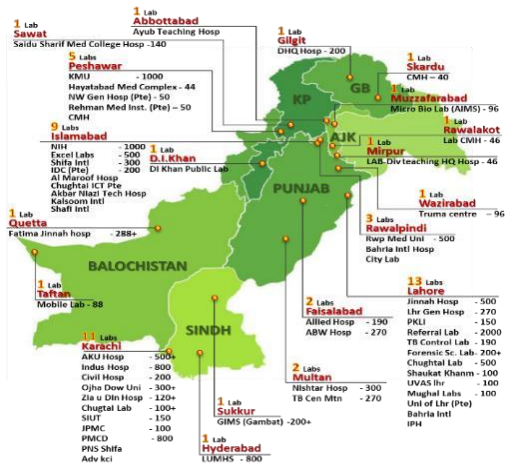 1 Lab
Abbottabad
Ayub Teaching Hosp
1 Lab
Sawat
Saidu Sharif Med College Hosp -140
1 Lab
Gilgit
DHQ Hosp - 200
5 Labs
Peshawar
KMU - 1000
Hayatabad Med Complex - 44
NW Gen Hosp (Pte) - 50
Rehman Med Inst. (Pte) – 50
CMH
1 Lab
Skardu
CMH – 40
1 Lab
Muzzafarabad
Micro Bio Lab (AIMS) - 96
1 Lab
Rawalakot
Lab CMH - 46
1 Lab
Mirpur
LAB-Div teaching HQ Hosp - 46
9 Labs
Islamabad
NIH - 1000
Excel Labs - 500
Shifa Intl - 300
IDC (Pte) - 200
Al Maroof Hosp
Chughtai ICT Pte
Akbar Niazi Tech Hosp
Kalsoom Intl
Shafi Intl
1 Lab
D.I.Khan
DI Khan Public Lab
KP
GB
AJK
PUNJAB
BALOCHISTAN
SINDH
1 Lab
Wazirabad
Truma centre – 96
3 Labs
Rawalpindi
Rwp Med Uni - 500
Bahria Intl Hosp
City Lab
1 Lab
Quetta
Fatima Jinnah hosp - 288+
1 Lab
Taftan
Mobile Lab - 88
13 Labs
Lahore
Jinnah Hosp - 500
Lhr Gen Hosp - 270
PKLI - 150
Referral Lab - 2000
TB Control Lab - 190
Forensic Sc. Lab - 200+
Chughtai Lab - 500
Shaukat Khanm - 100
UVAS lhr - 100
Mughal Labs - 100
Uni of Lhr (Pte)
Bahria Intl
IPH
2 Labs
Faisalabad
Allied Hosp - 190
ABW Hosp - 270
2 Labs
Multan
Nishtar Hosp - 300
TB Cen Mtn - 270
11 Labs
Karachi
AKU Hosp - 500+
Indus Hosp - 800
Civil Hosp - 200
Ojha Dow Uni - 300+
Zia u Din Hosp - 120+
Chugtai Lab - 100+
SIUT - 150
JPMC - 100
PMCD - 800
PNS Shifa
Adv kci
1 Lab
Sukkur
GIMS (Gambat) -200+
1 Lab
Hyderabad
LUMHS - 800